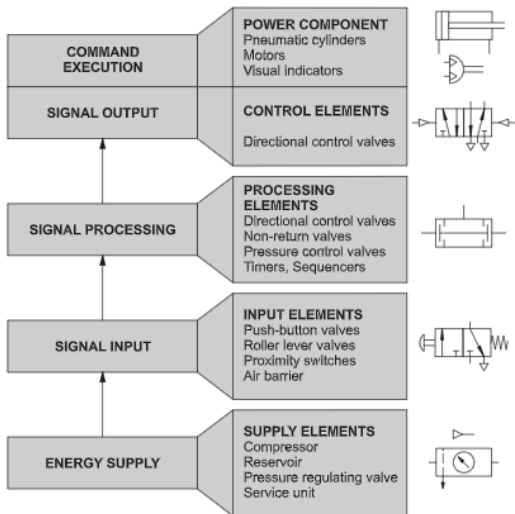 COMMAND
EXECUTION
POWER COMPONENT
Pneumatic cylinders
Motors
Visual indicators
SIGNAL OUTPUT
CONTROL ELEMENTS
Directional control valves
SIGNAL PROCESSING
PROCESSING
ELEMENTS
Directional control valves
Non-return valves
Pressure control valves
Timers, Sequencers
SIGNAL INPUT
INPUT ELEMENTS
Push-button valves
Roller lever valves
Proximity switches
Air barrier
ENERGY SUPPLY
SUPPLY ELEMENTS
Compressor
Reservoir
Pressure regulating valve
Service unit